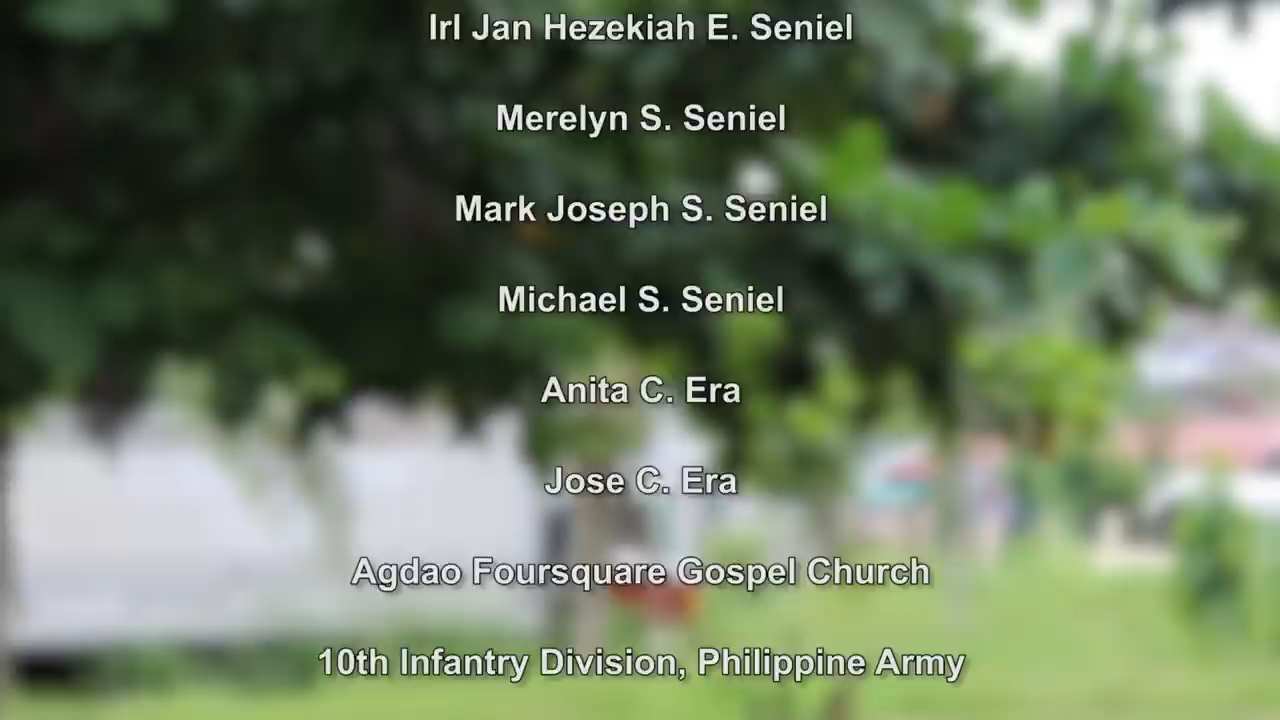 Irl Jan Hezekiah E. Seniel
Merelyn S. Seniel
Mark Joseph S. Seniel
Michael S. Seniel
Anita C. Era
Jose C. Era
Agdao Foursquare Gospel Church
10th Infantry Division, Philippine Army